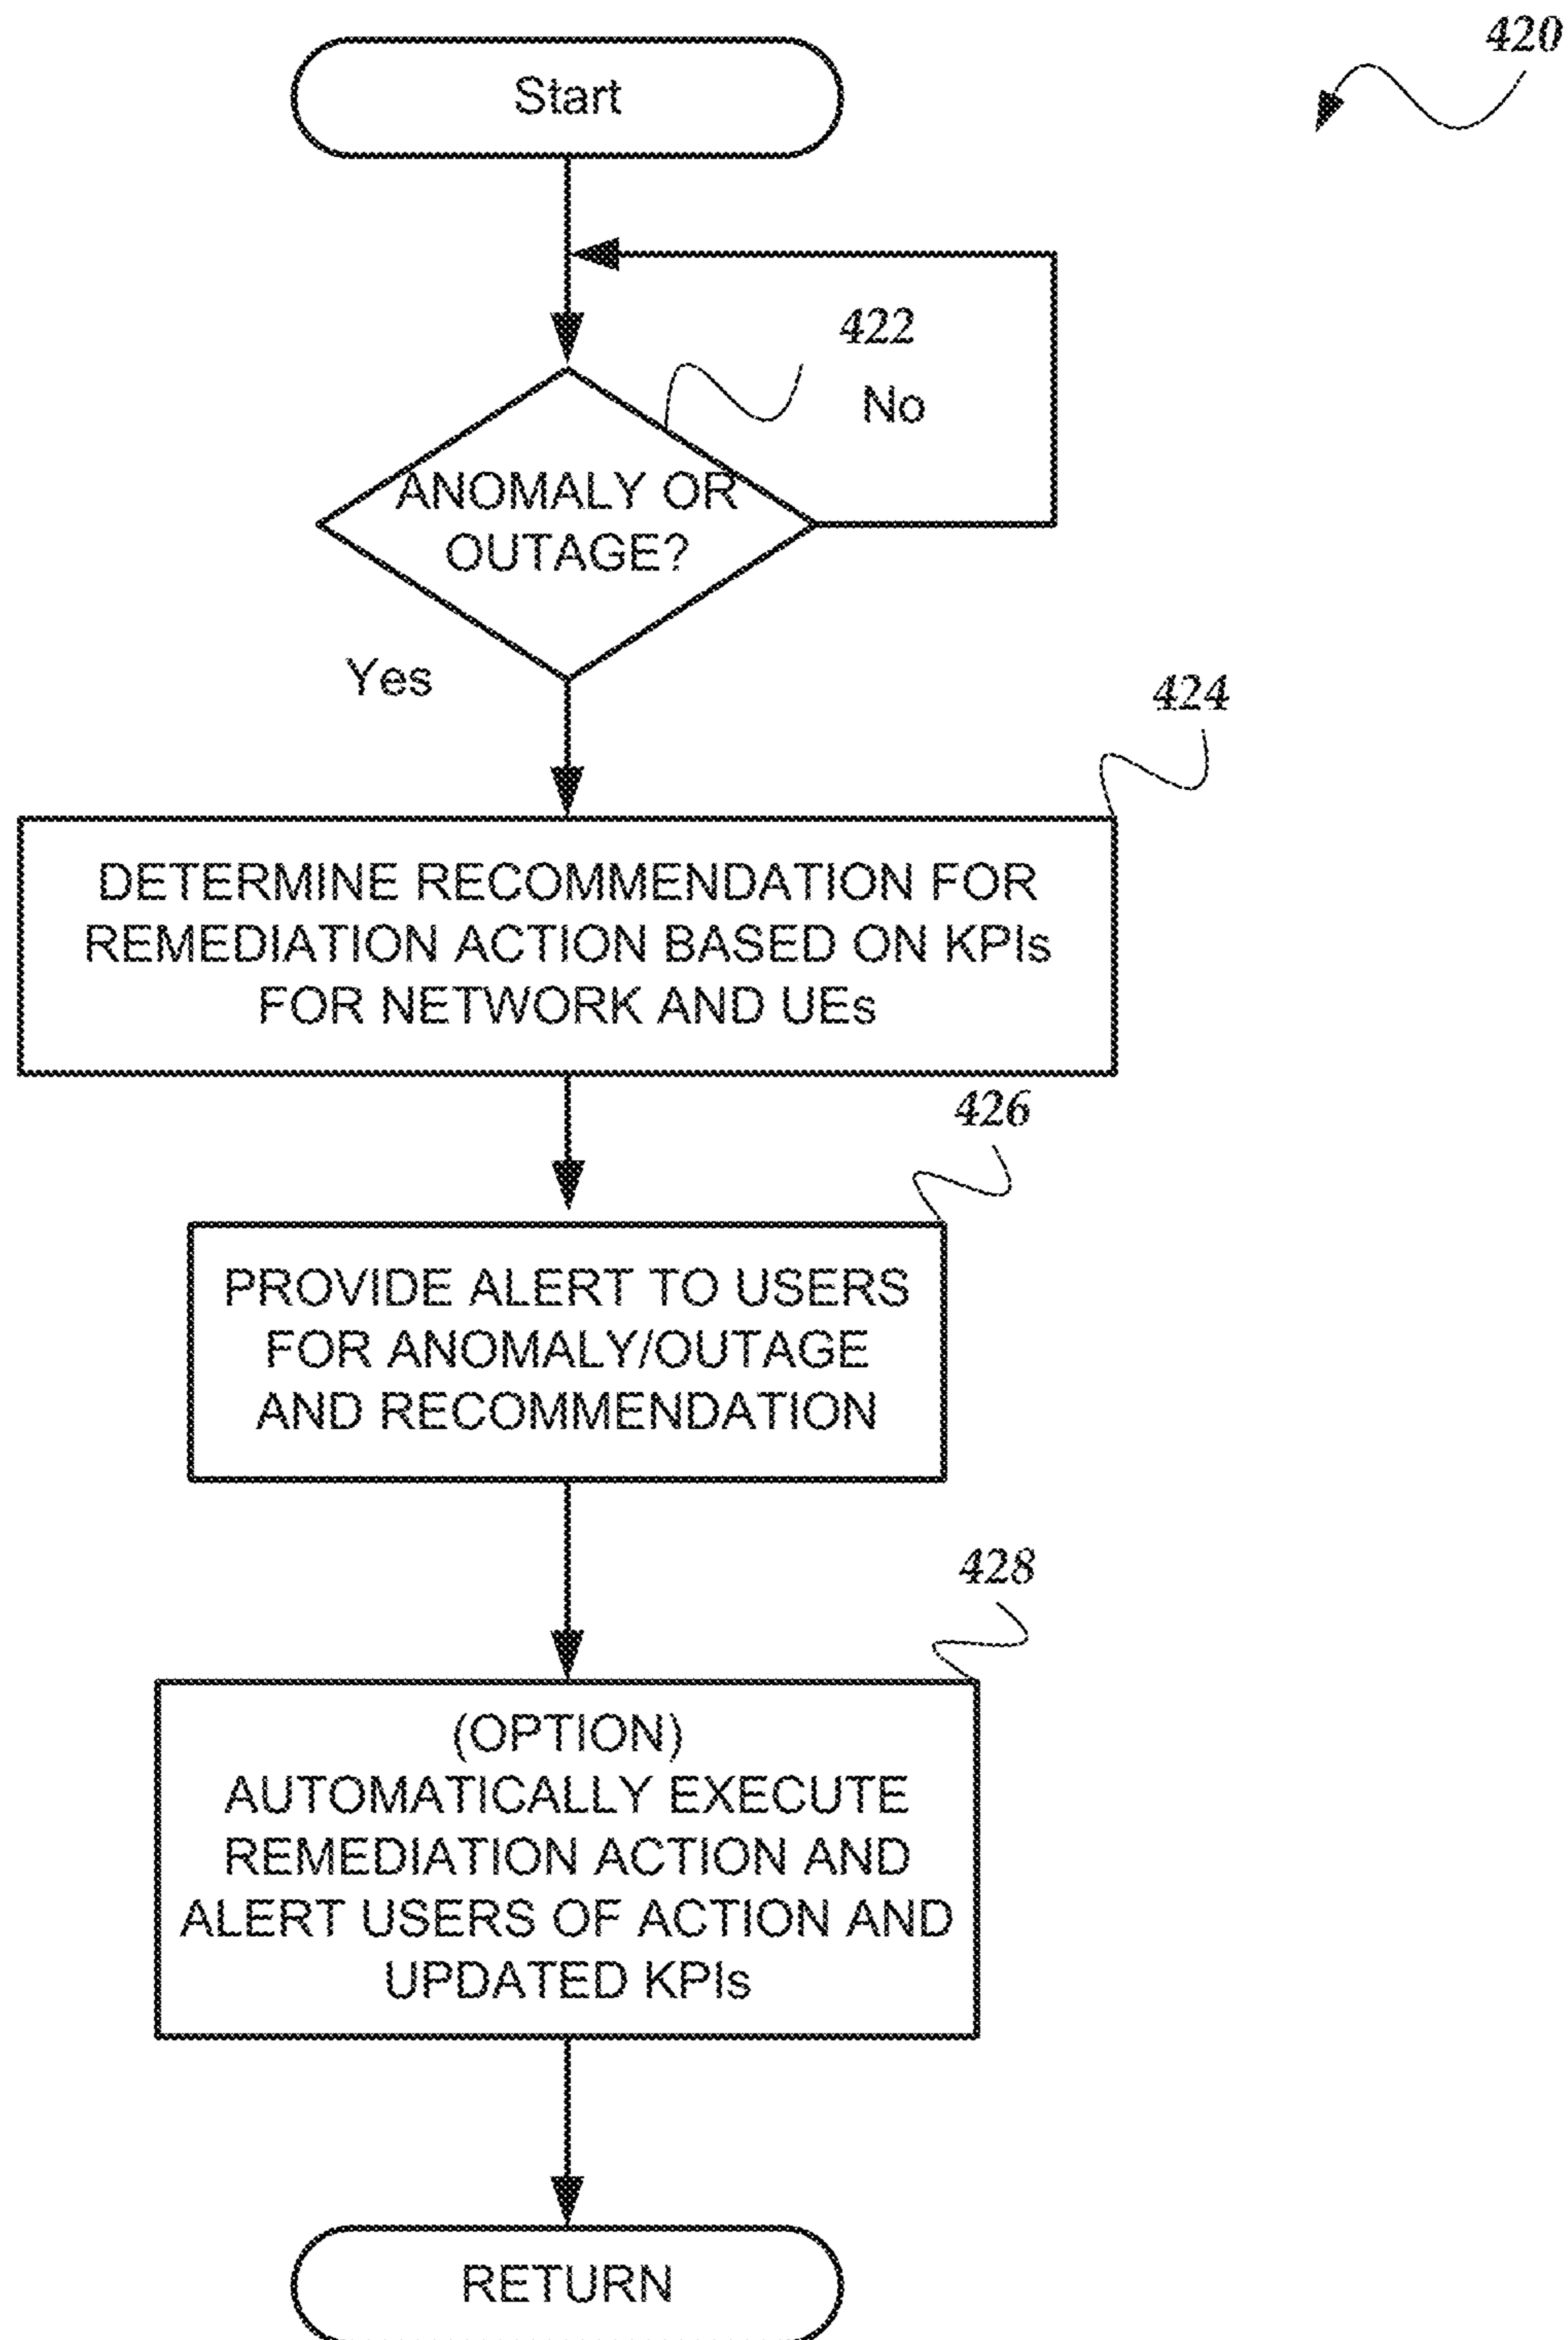 420
Start
422
No
ANOMALY OR
OUTAGE?
Yes
424
DETERMINE RECOMMENDATION FOR
REMEDIATION ACTION BASED ON KPIs
FOR NETWORK AND UEs
426
PROVIDE ALERT TO USERS
FOR ANOMALY/OUTAGE
AND RECOMMENDATION
428
(OPTION)
AUTOMATICALLY EXECUTE
REMEDIATION ACTION AND
ALERT USERS OF ACTION AND
UPDATED KPIs
RETURN